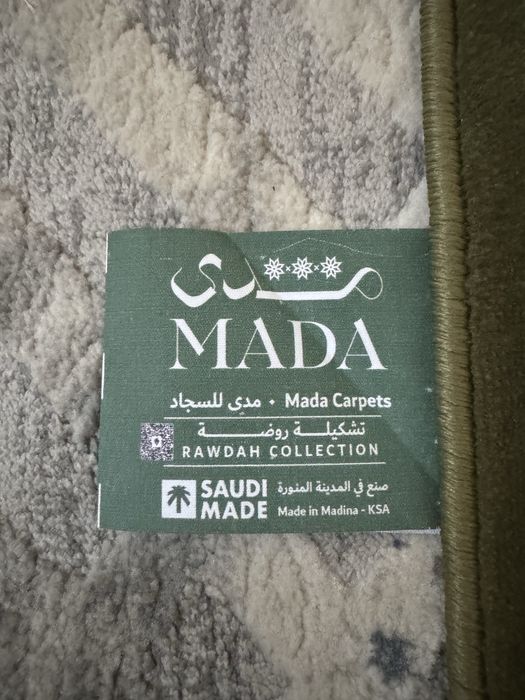 مدى
MADA
مدى للسجاد • Mada Carpets
تشكيلة روضة
RAWDAH COLLECTION
SAUDI MADE
صنع في المدينة المنورة
Made in Madina - KSA